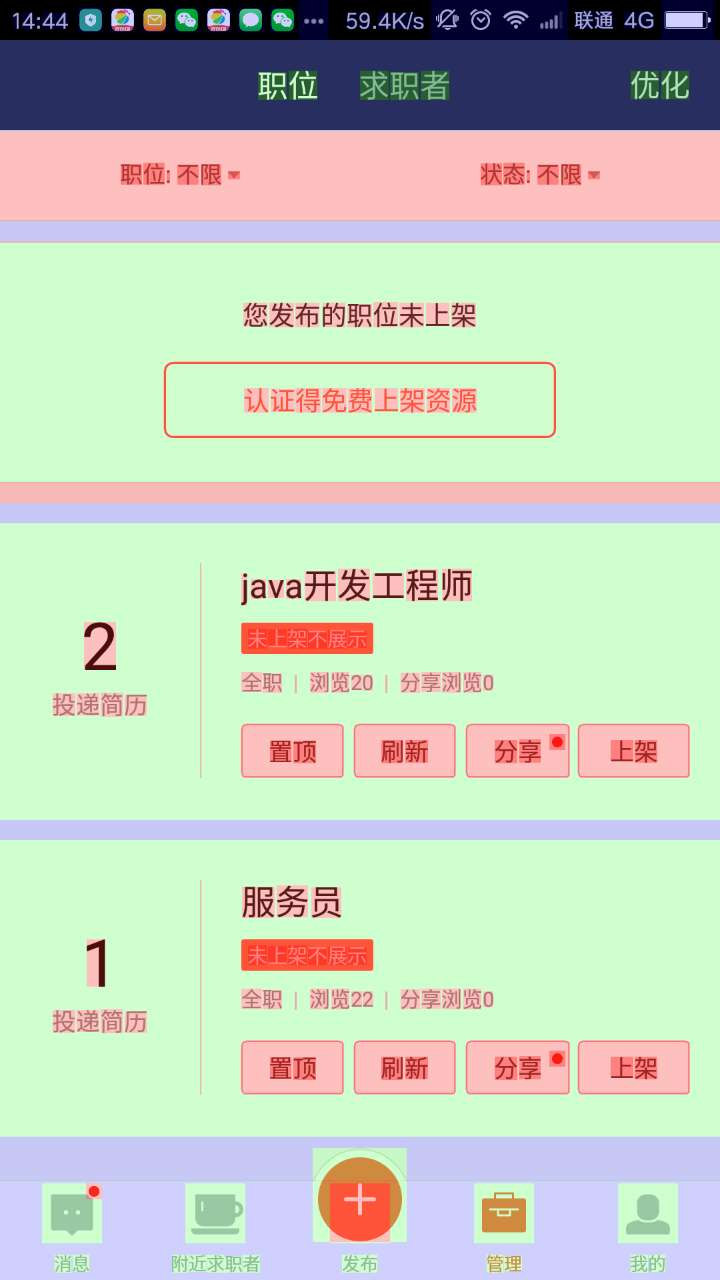 14:44 59.4K/s 联通 4G
职位 求职者 优化
职位: 不限 状态: 不限
您发布的职位未上架
认证得免费上架资源
java开发工程师
2
未上架不展示
投递简历
全职 | 浏览20 | 分享浏览0
置顶 刷新 分享 上架
服务员
1
未上架不展示
投递简历
全职 | 浏览22 | 分享浏览0
置顶 刷新 分享 上架
消息 附近求职者 发布 管理 我的